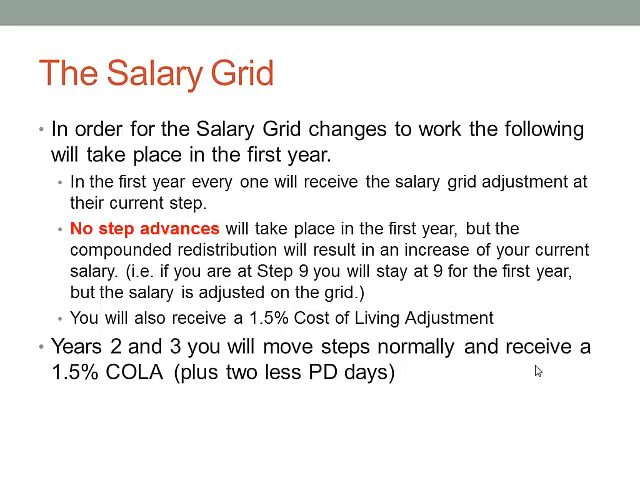 The Salary Grid
• In order for the Salary Grid changes to work the following
will take place in the first year.
• In the first year every one will receive the salary grid adjustment at
their current step.
• No step advances will take place in the first year, but the
compounded redistribution will result in an increase of your current
salary. (i.e. if you are at Step 9 you will stay at 9 for the first year,
but the salary is adjusted on the grid.)
• You will also receive a 1.5% Cost of Living Adjustment
• Years 2 and 3 you will move steps normally and receive a
1.5% COLA (plus two less PD days)